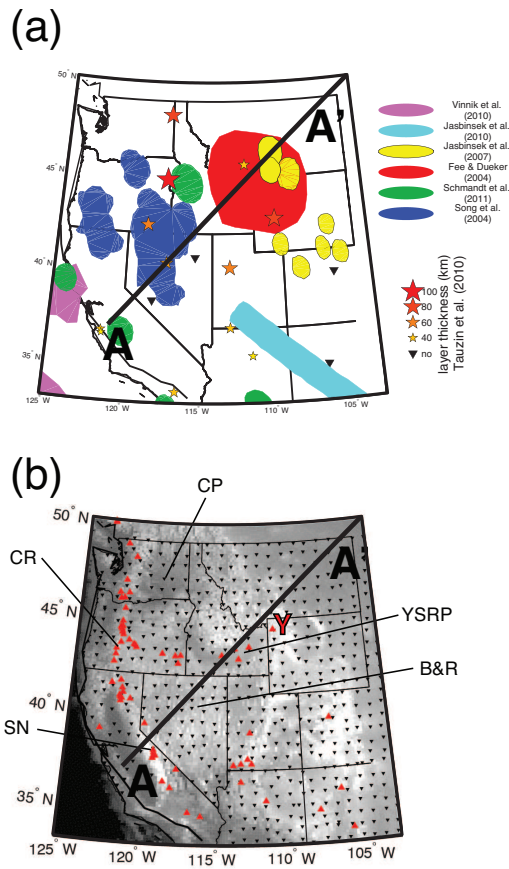 (a)
50° N
45° N
40° N
35° N
125° W
120° W
115° W
110° W
105° W
A
A'
Vinnik et al.
(2010)
Jasbinsek et al.
(2010)
Jasbinsek et al.
(2007)
Fee & Dueker
(2004)
Schmandt et al.
(2011)
Song et al.
(2004)
100
80
60
40
no
layer thickness (km)
Tauzin et al. (2010)
(b)
CP
50° N
CR
A
45° N
Y
YSRP
B&R
40° N
SN
A
35° N
125° W
120° W
115° W
110° W
105° W